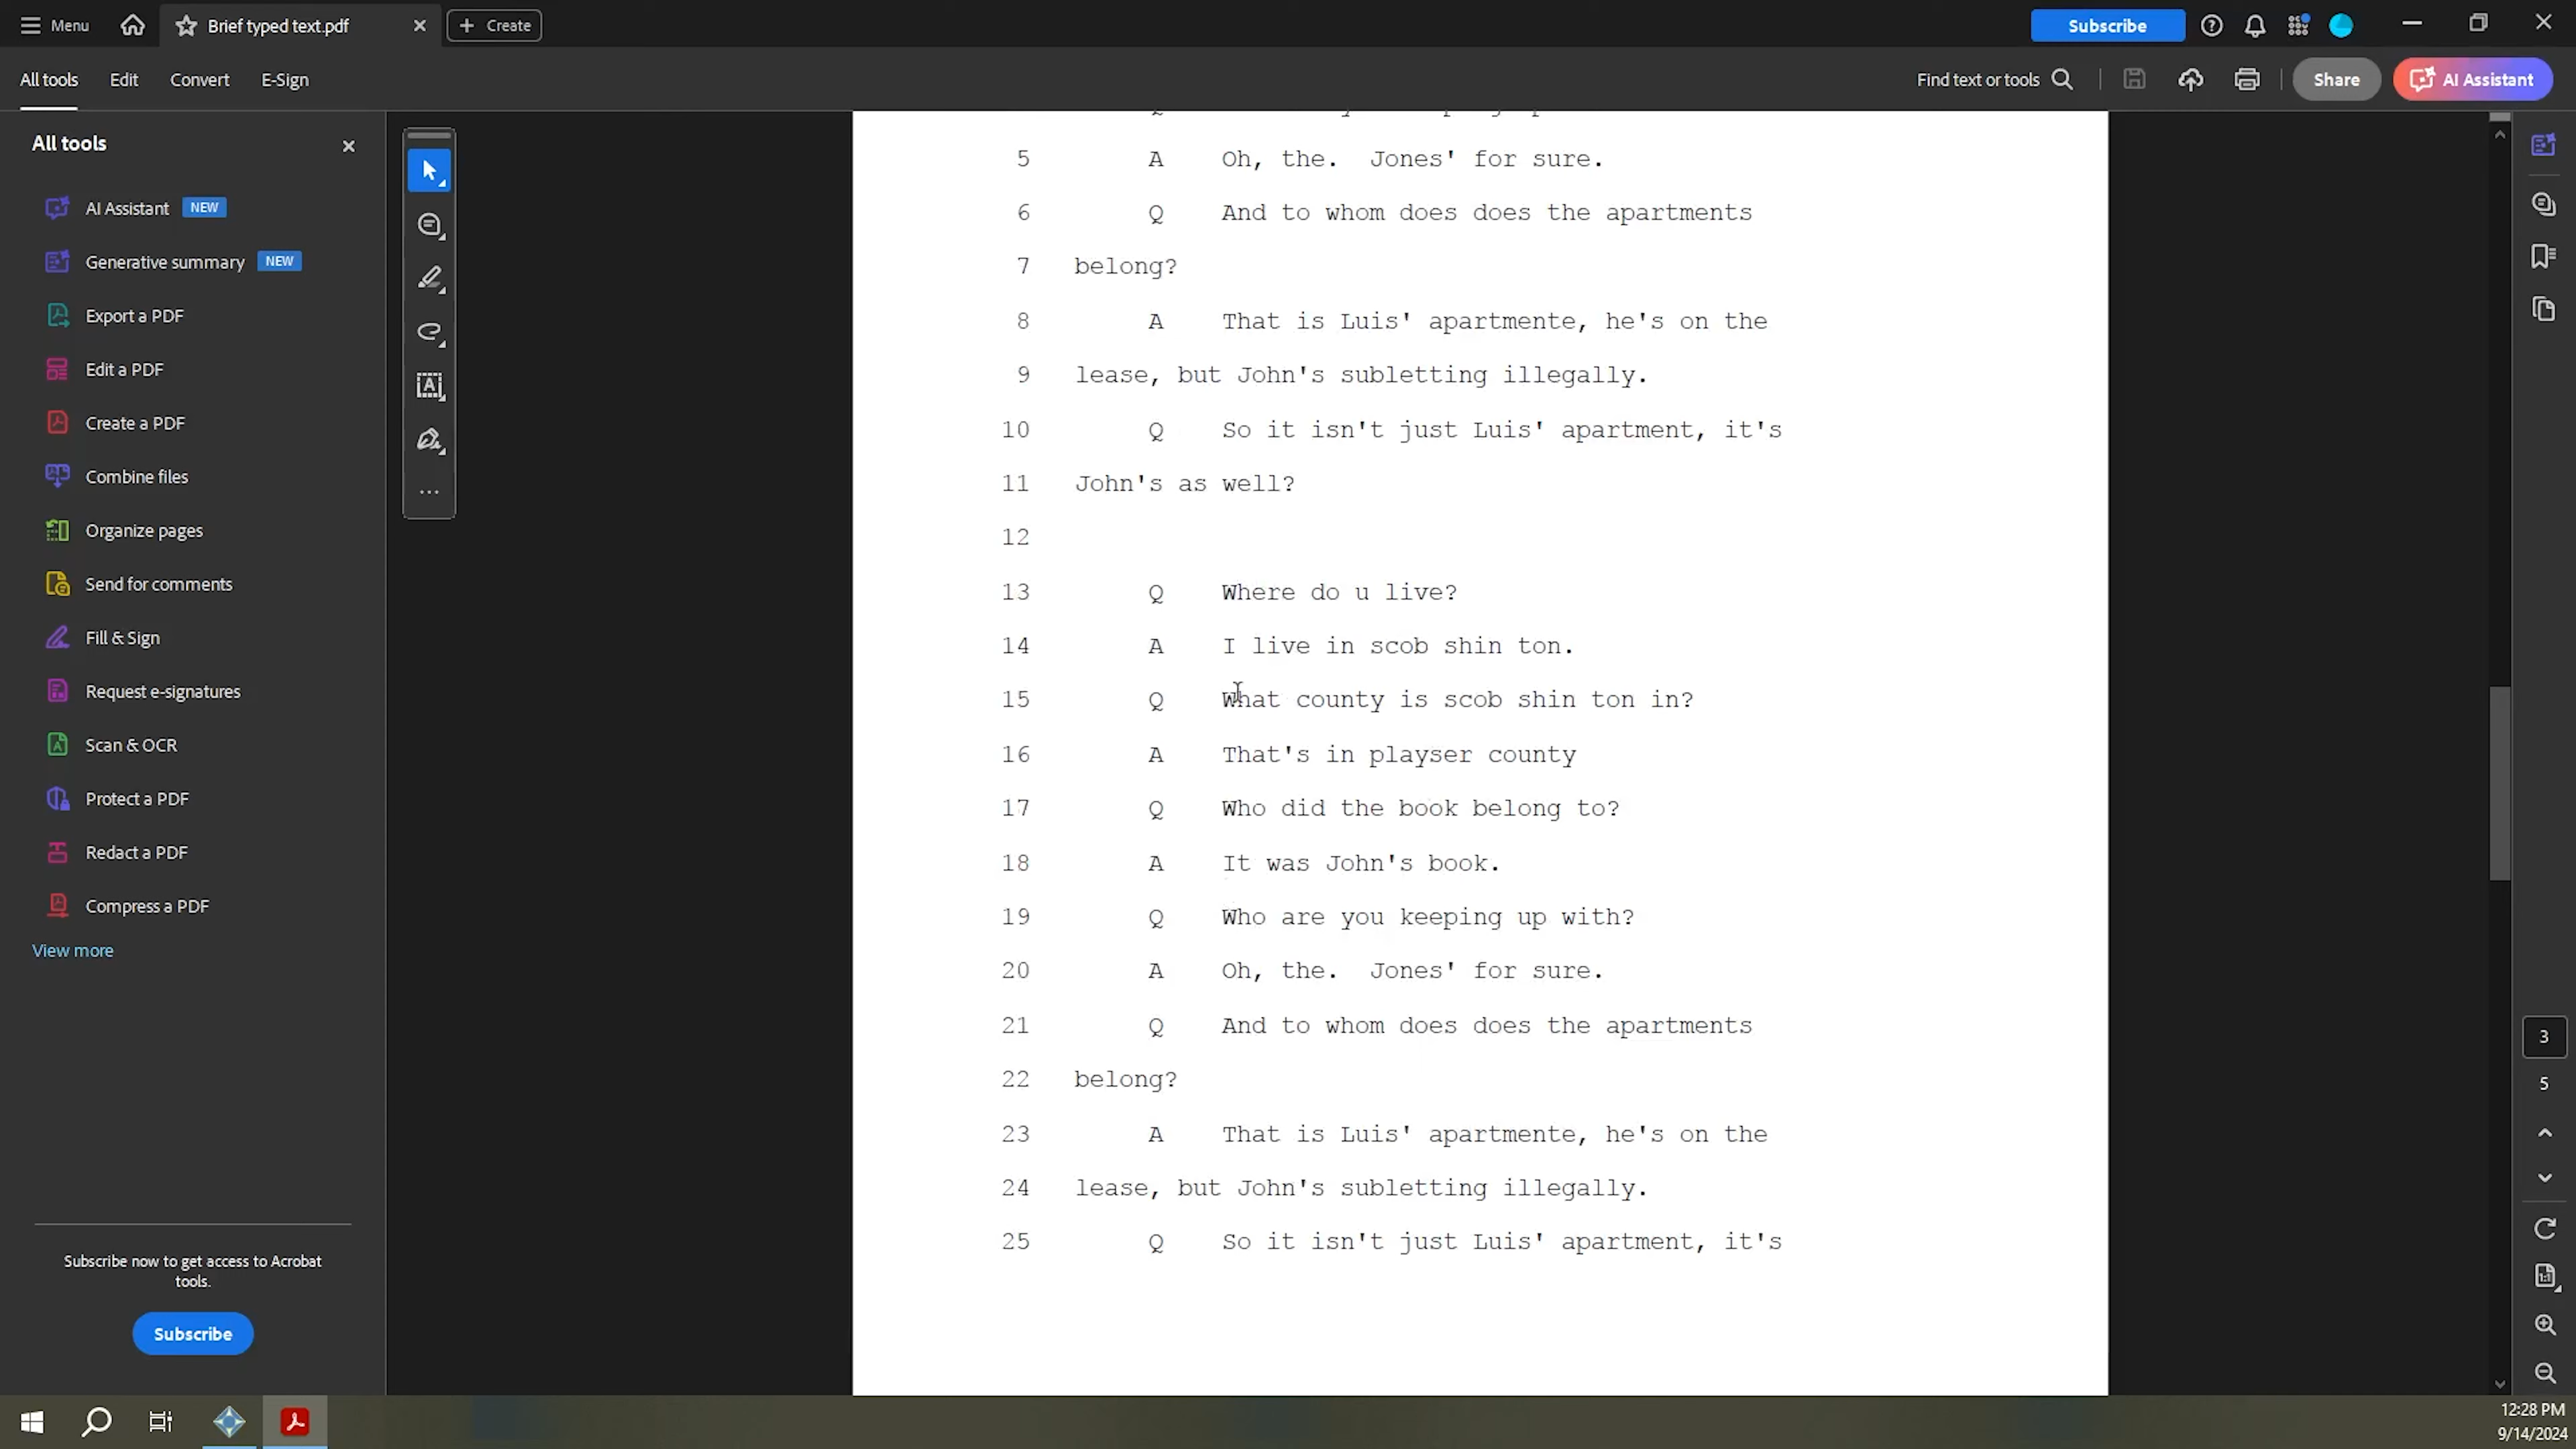 Menu
Brief typed text.pdf
Create
Subscribe
All tools
Edit
Convert
E-Sign
Find text or tools
Share
AI Assistant
All tools
AI Assistant NEW
Generative summary NEW
Export a PDF
Edit a PDF
Create a PDF
Combine files
Organize pages
Send for comments
Fill & Sign
Request e-signatures
Scan & OCR
Protect a PDF
Redact a PDF
Compress a PDF
View more
Subscribe now to get access to Acrobat
tools.
Subscribe
5 A Oh, the. Jones' for sure.
6 Q And to whom does does the apartments
7 belong?
8 A That is Luis' apartmente, he's on the
9 lease, but John's subletting illegally.
10 Q So it isn't just Luis' apartment, it's
11 John's as well?
12
13 Q Where do u live?
14 A I live in scob shin ton.
15 Q What county is scob shin ton in?
16 A That's in playser county
17 Q Who did the book belong to?
18 A It was John's book.
19 Q Who are you keeping up with?
20 A Oh, the. Jones' for sure.
21 Q And to whom does does the apartments
22 belong?
23 A That is Luis' apartmente, he's on the
24 lease, but John's subletting illegally.
25 Q So it isn't just Luis' apartment, it's
3
5
12:28 PM
9/14/2024